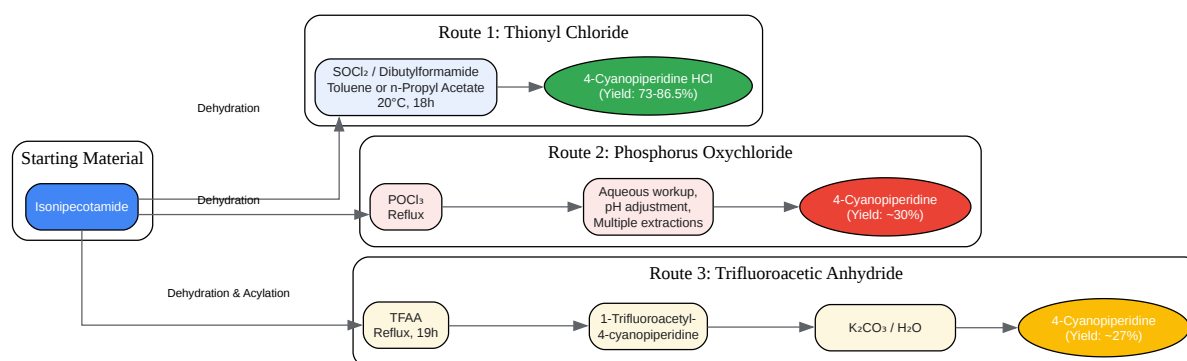 Route 1: Thionyl Chloride
SOCl₂ / Dibutylformamide
Toluene or n-Propyl Acetate
20°C, 18h
4-Cyanopiperidine HCl
(Yield: 73-86.5%)
Dehydration
Starting Material
Isonipecotamide
Dehydration
Route 2: Phosphorus Oxychloride
POCl₃
Reflux
Aqueous workup,
pH adjustment,
Multiple extractions
4-Cyanopiperidine
(Yield: ~30%)
Dehydration & Acylation
Route 3: Trifluoroacetic Anhydride
TFAA
Reflux, 19h
1-Trifluoroacetyl-
4-cyanopiperidine
K₂CO₃ / H₂O
4-Cyanopiperidine
(Yield: ~27%)